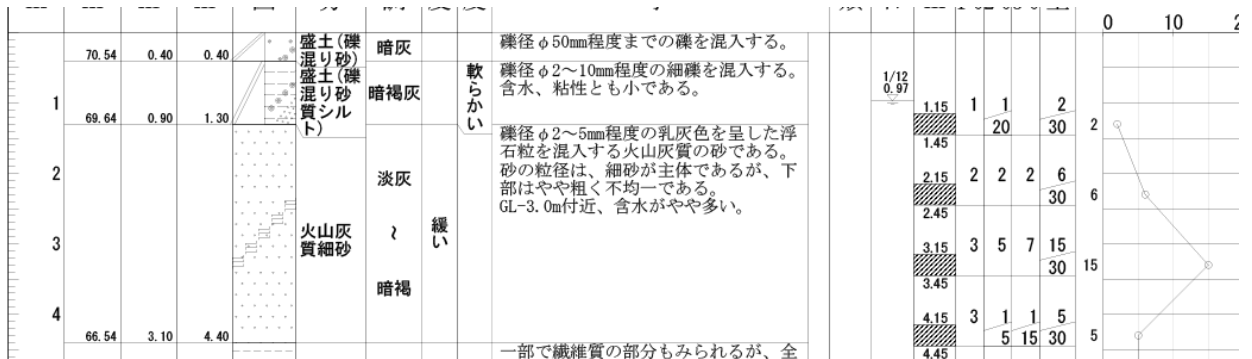 0 10 2
盛土(礫
混り砂)
暗灰
礫径φ50mm程度までの礫を混入する。
70.54 0.40 0.40
盛土(礫
混り砂
質シル
ト)
暗褐灰
軟らかい
礫径φ2～10mm程度の細礫を混入する。
含水、粘性とも小である。
1/12
0.97
1
69.64 0.90 1.30
1.15 1 1 2
20 30 2
1.45
礫径φ2～5mm程度の乳灰色を呈した浮
石粒を混入する火山灰質の砂である。
砂の粒径は、細砂が主体であるが、下
部はやや粗く不均一である。
GL-3.0m付近、含水がやや多い。
2
淡灰
2.15 2 2 2 6
30 6
2.45
火山灰
質細砂
～
緩い
3
3.15 3 5 7 15
30 15
3.45
暗褐
4
66.54 3.10 4.40
4.15 3 1 1 5
5 15 30 5
4.45
一部で繊維質の部分もみられるが、全